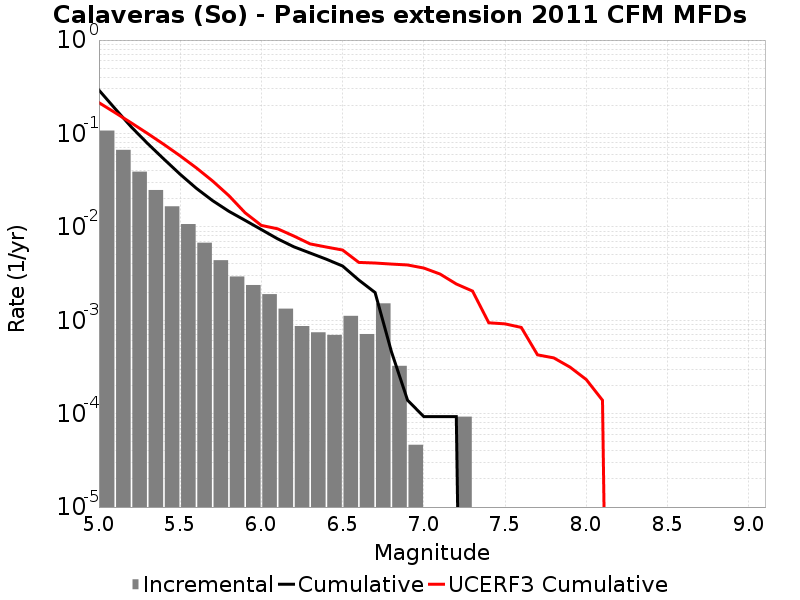 Calaveras (So) - Paicines extension 2011 CFM MFDs
10^0
10^-1
10^-2
10^-3
10^-4
10^-5
Rate (1/yr)
5.0 5.5 6.0 6.5 7.0 7.5 8.0 8.5 9.0
Magnitude
Incremental Cumulative UCERF3 Cumulative